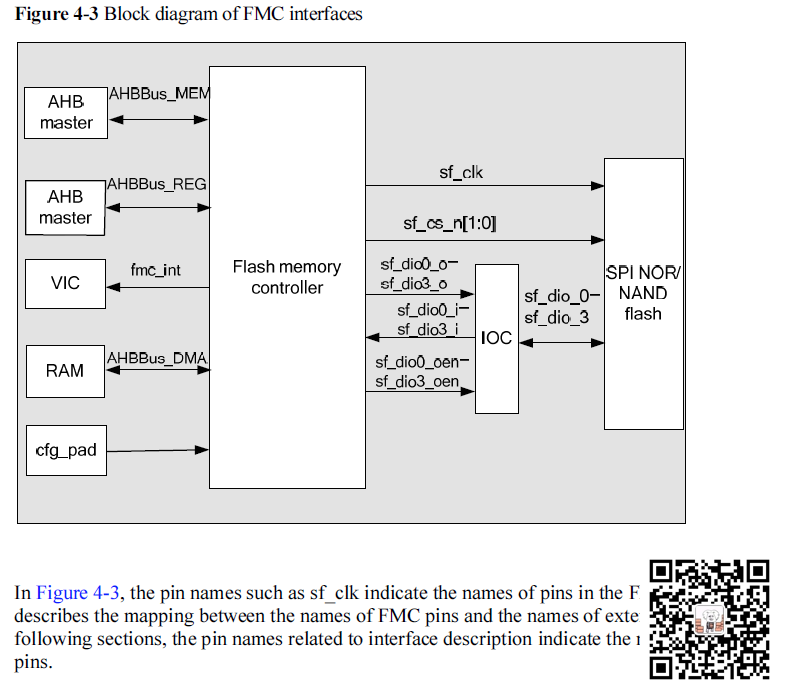 Figure 4-3 Block diagram of FMC interfaces
AHB
master
AHBBus_MEM
AHB
master
AHBBus_REG
VIC
fmc_int
RAM
AHBBus_DMA
cfg_pad
Flash memory
controller
sf_clk
sf_cs_n[1:0]
sf_dio0_o–
sf_dio3_o
sf_dio0_i–
sf_dio3_i
sf_dio0_oen–
sf_dio3_oen
IOC
sf_dio_0–
sf_dio_3
SPI NOR/
NAND
flash
In Figure 4-3, the pin names such as sf_clk indicate the names of pins in the F
describes the mapping between the names of FMC pins and the names of exte
following sections, the pin names related to interface description indicate the
pins.